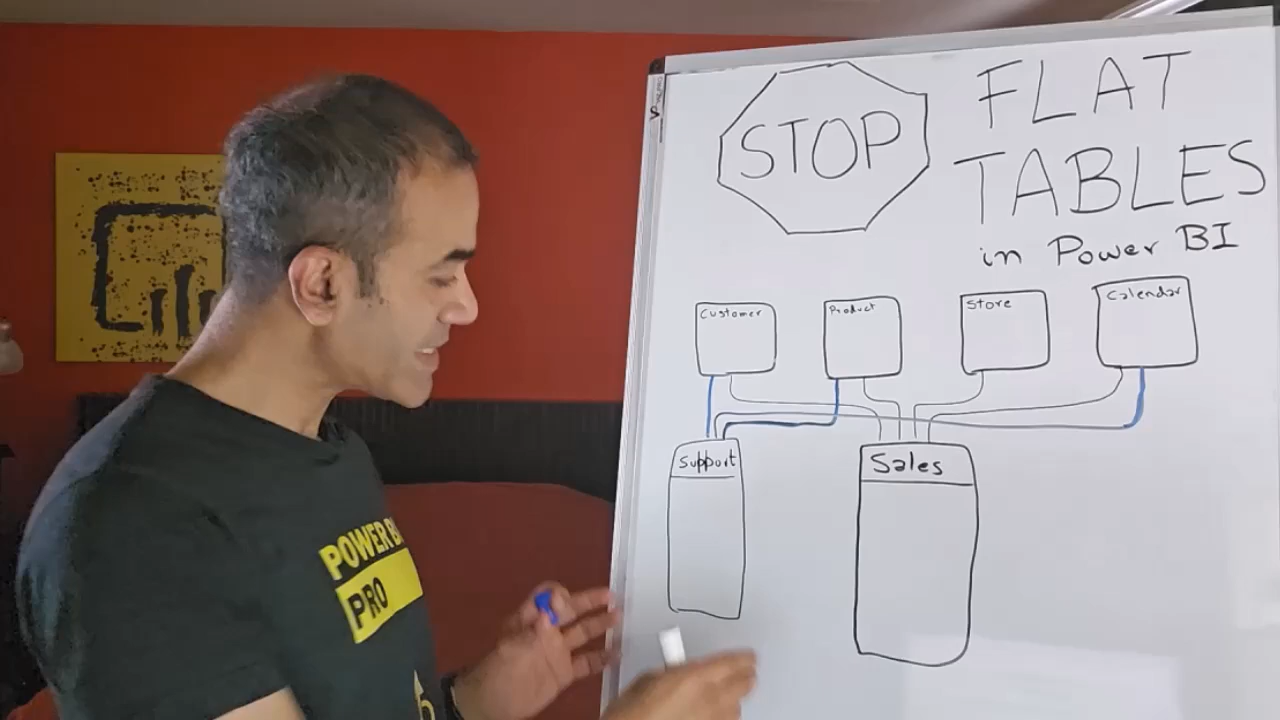 STOP
FLAT
TABLES
in Power BI
Customer
Product
Store
Calendar
Support
Sales
POWER BI
PRO